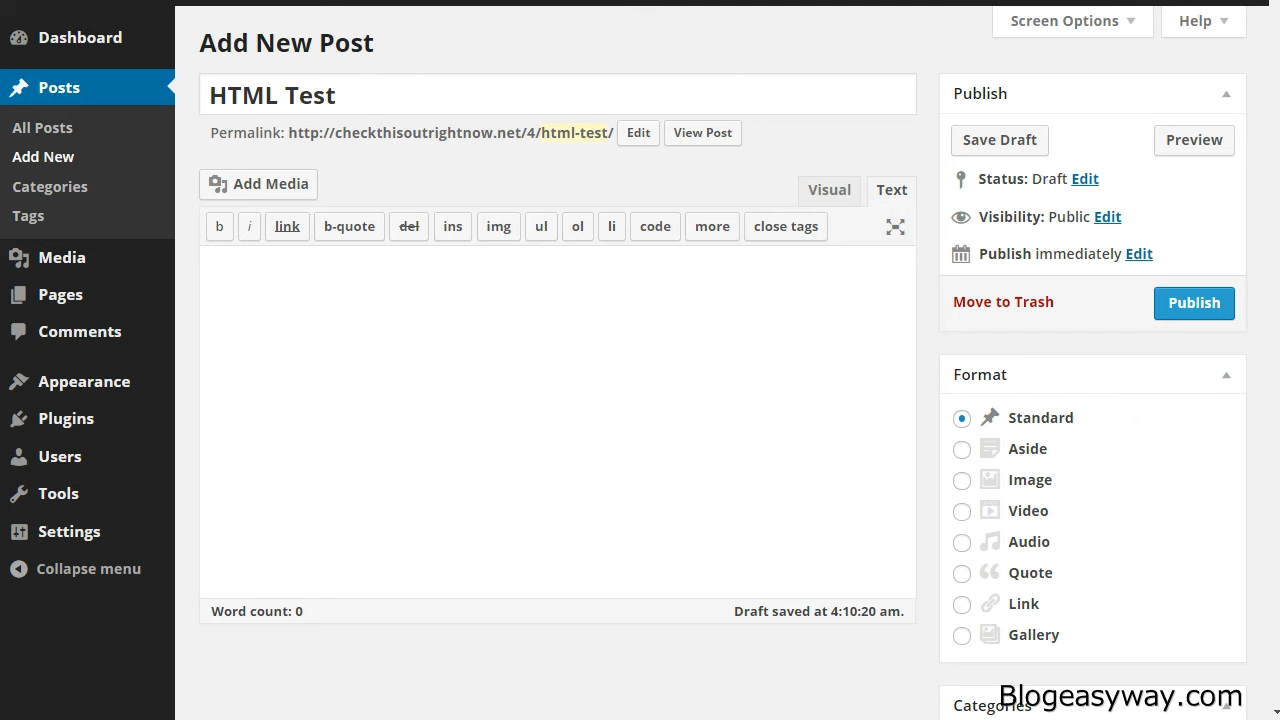 Dashboard
Posts
All Posts
Add New
Categories
Tags
Media
Pages
Comments
Appearance
Plugins
Users
Tools
Settings
Collapse menu
Screen Options
Help
Add New Post
HTML Test
Permalink: http://checkthisoutrightnow.net/4/html-test/ Edit View Post
Add Media
Visual Text
b i link b-quote del ins img ul ol li code more close tags
Word count: 0
Draft saved at 4:10:20 am.
Publish
Save Draft Preview
Status: Draft Edit
Visibility: Public Edit
Publish immediately Edit
Move to Trash Publish
Format
Standard
Aside
Image
Video
Audio
Quote
Link
Gallery
Categories
Blogeasyway.com